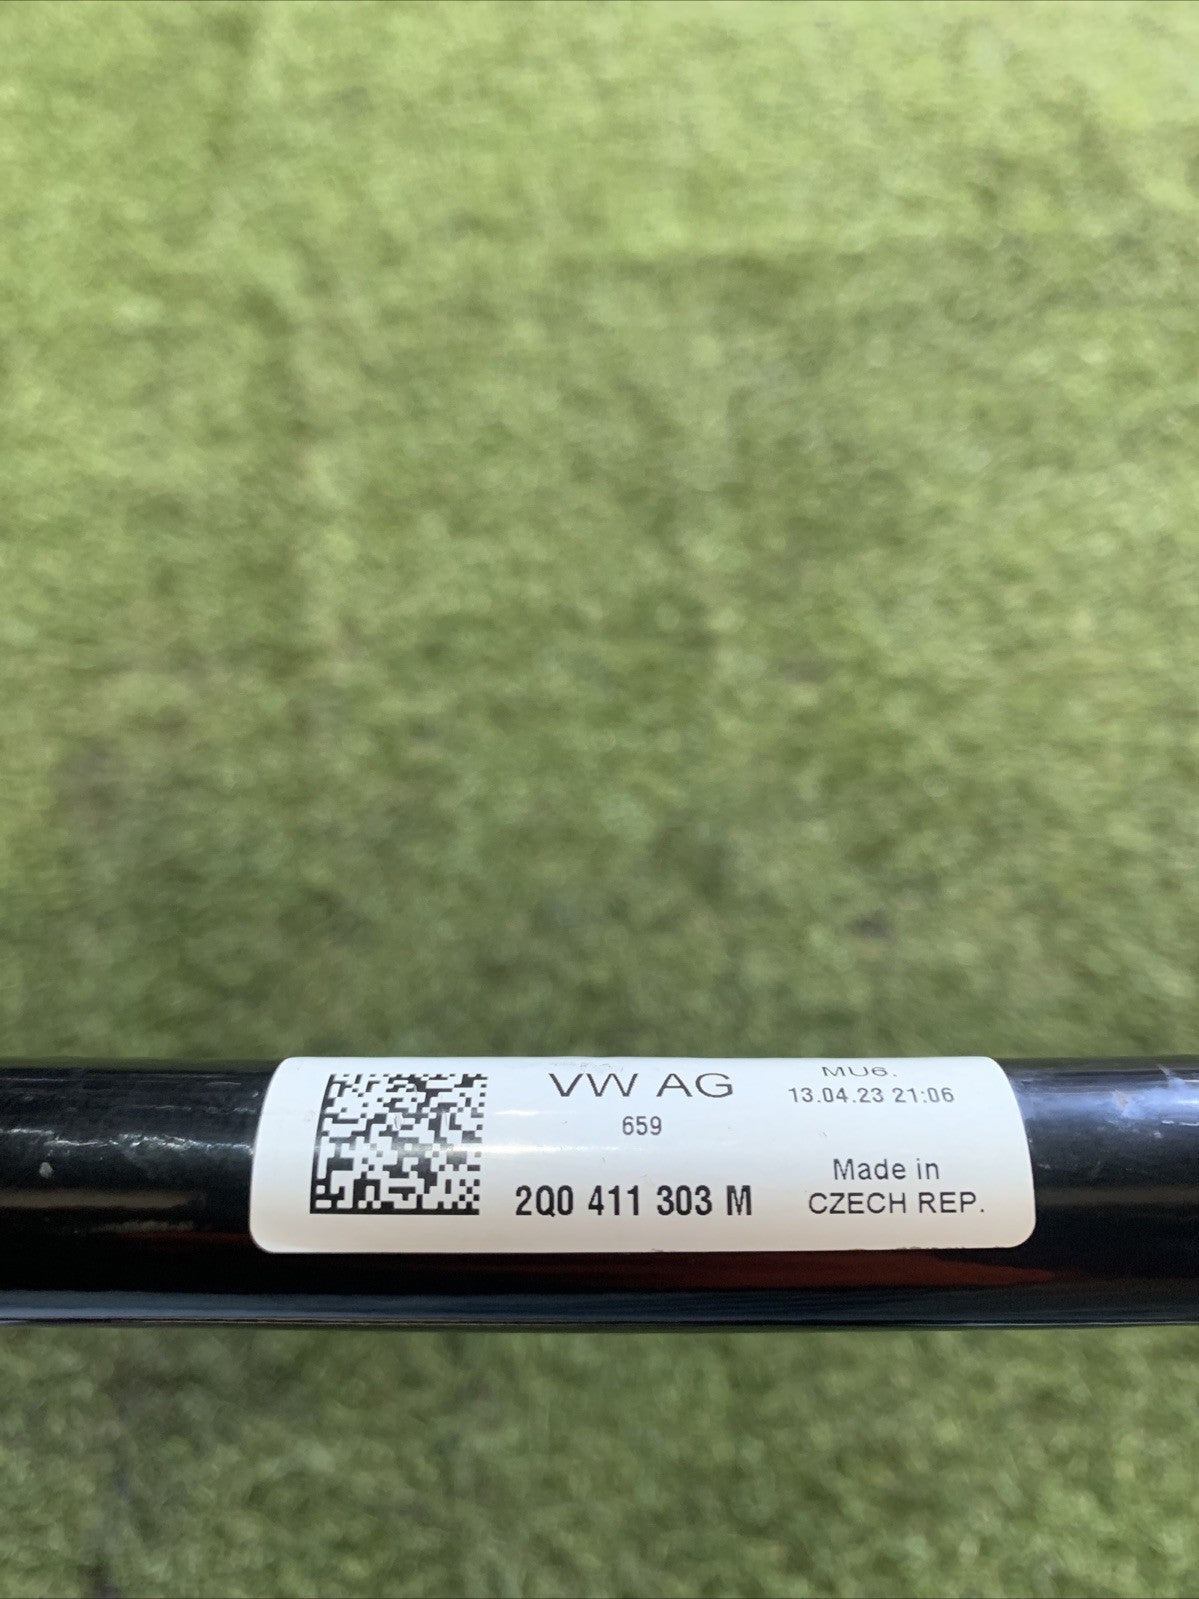 VW AG
659
2Q0 411 303 M
MU6.
13.04.23 21:06
Made in
CZECH REP.